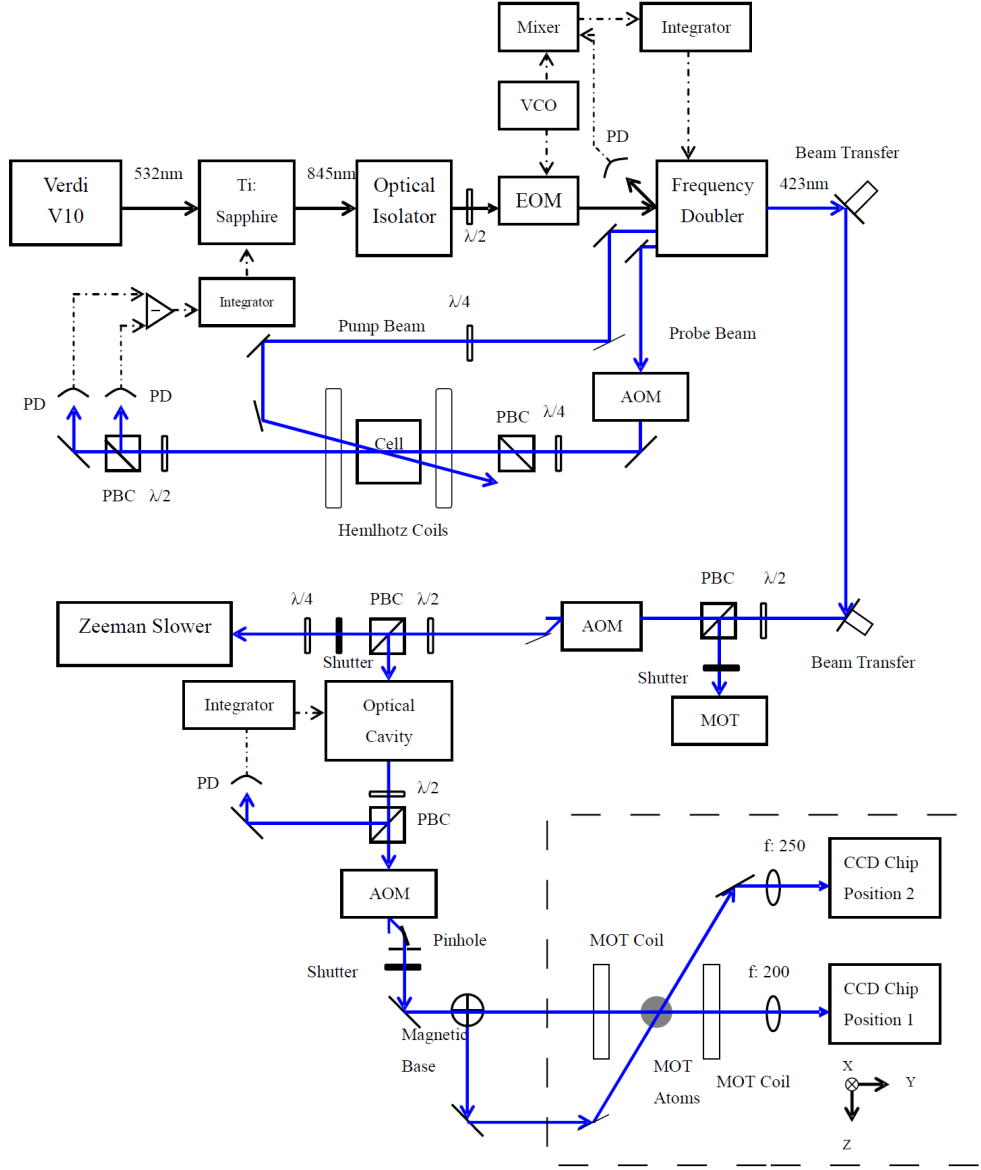 Mixer
Integrator
VCO
PD
Beam Transfer
Verdi
V10
532nm
Ti:
Sapphire
845nm
Optical
Isolator
λ/2
EOM
Frequency
Doubler
423nm
Integrator
−
λ/4
Pump Beam
Probe Beam
PD
PD
AOM
PBC
λ/4
Cell
PBC
λ/2
Hemlhotz Coils
PBC
λ/2
Zeeman Slower
λ/4
PBC
λ/2
AOM
Shutter
Shutter
Beam Transfer
Integrator
Optical
Cavity
MOT
PD
λ/2
PBC
AOM
f: 250
CCD Chip
Position 2
Pinhole
MOT Coil
Shutter
f: 200
CCD Chip
Position 1
Magnetic
Base
MOT
Atoms
MOT Coil
X
Y
Z